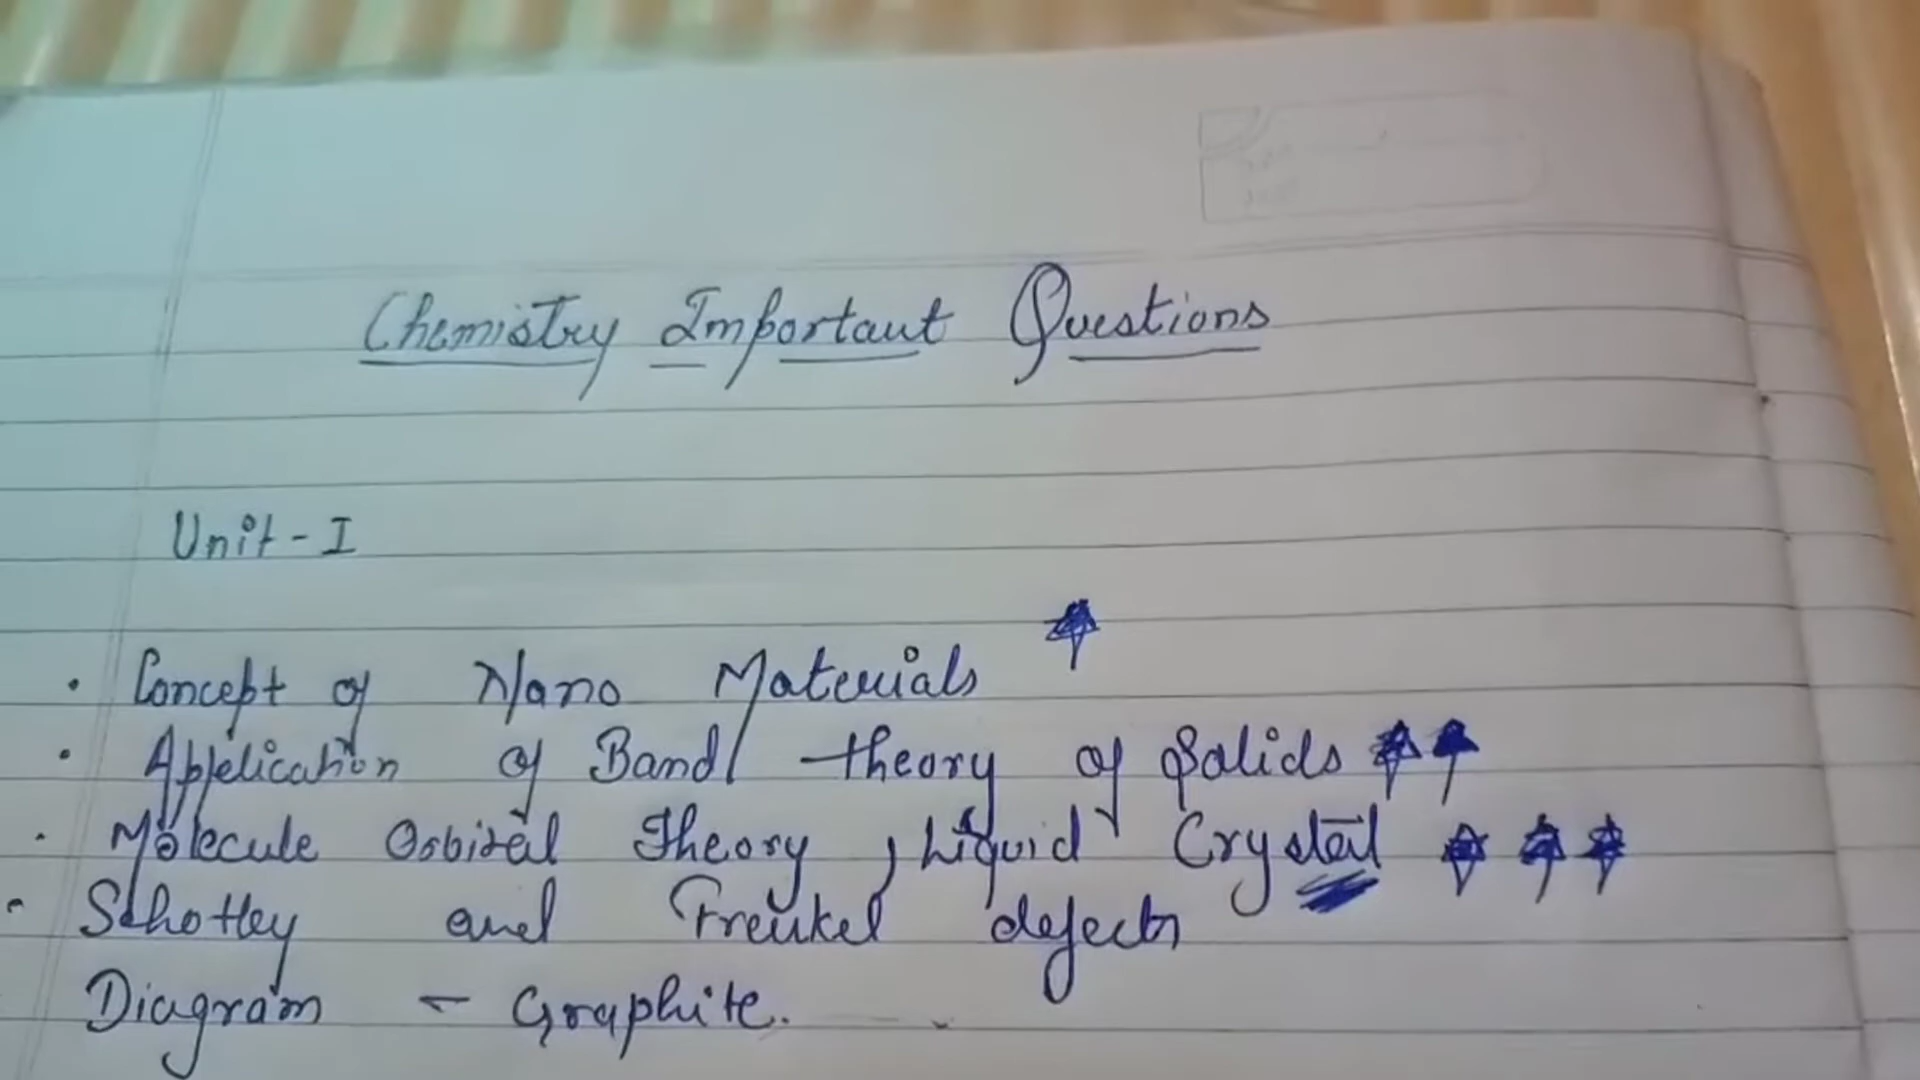 Chemistry Important Questions
Unit - I
• Concept of Nano Materials
• Application of Band theory of Solids
• Molecule Orbital Theory, Liquid Crystal
• Schottey and Frenkel defects
Diagram - Graphite.